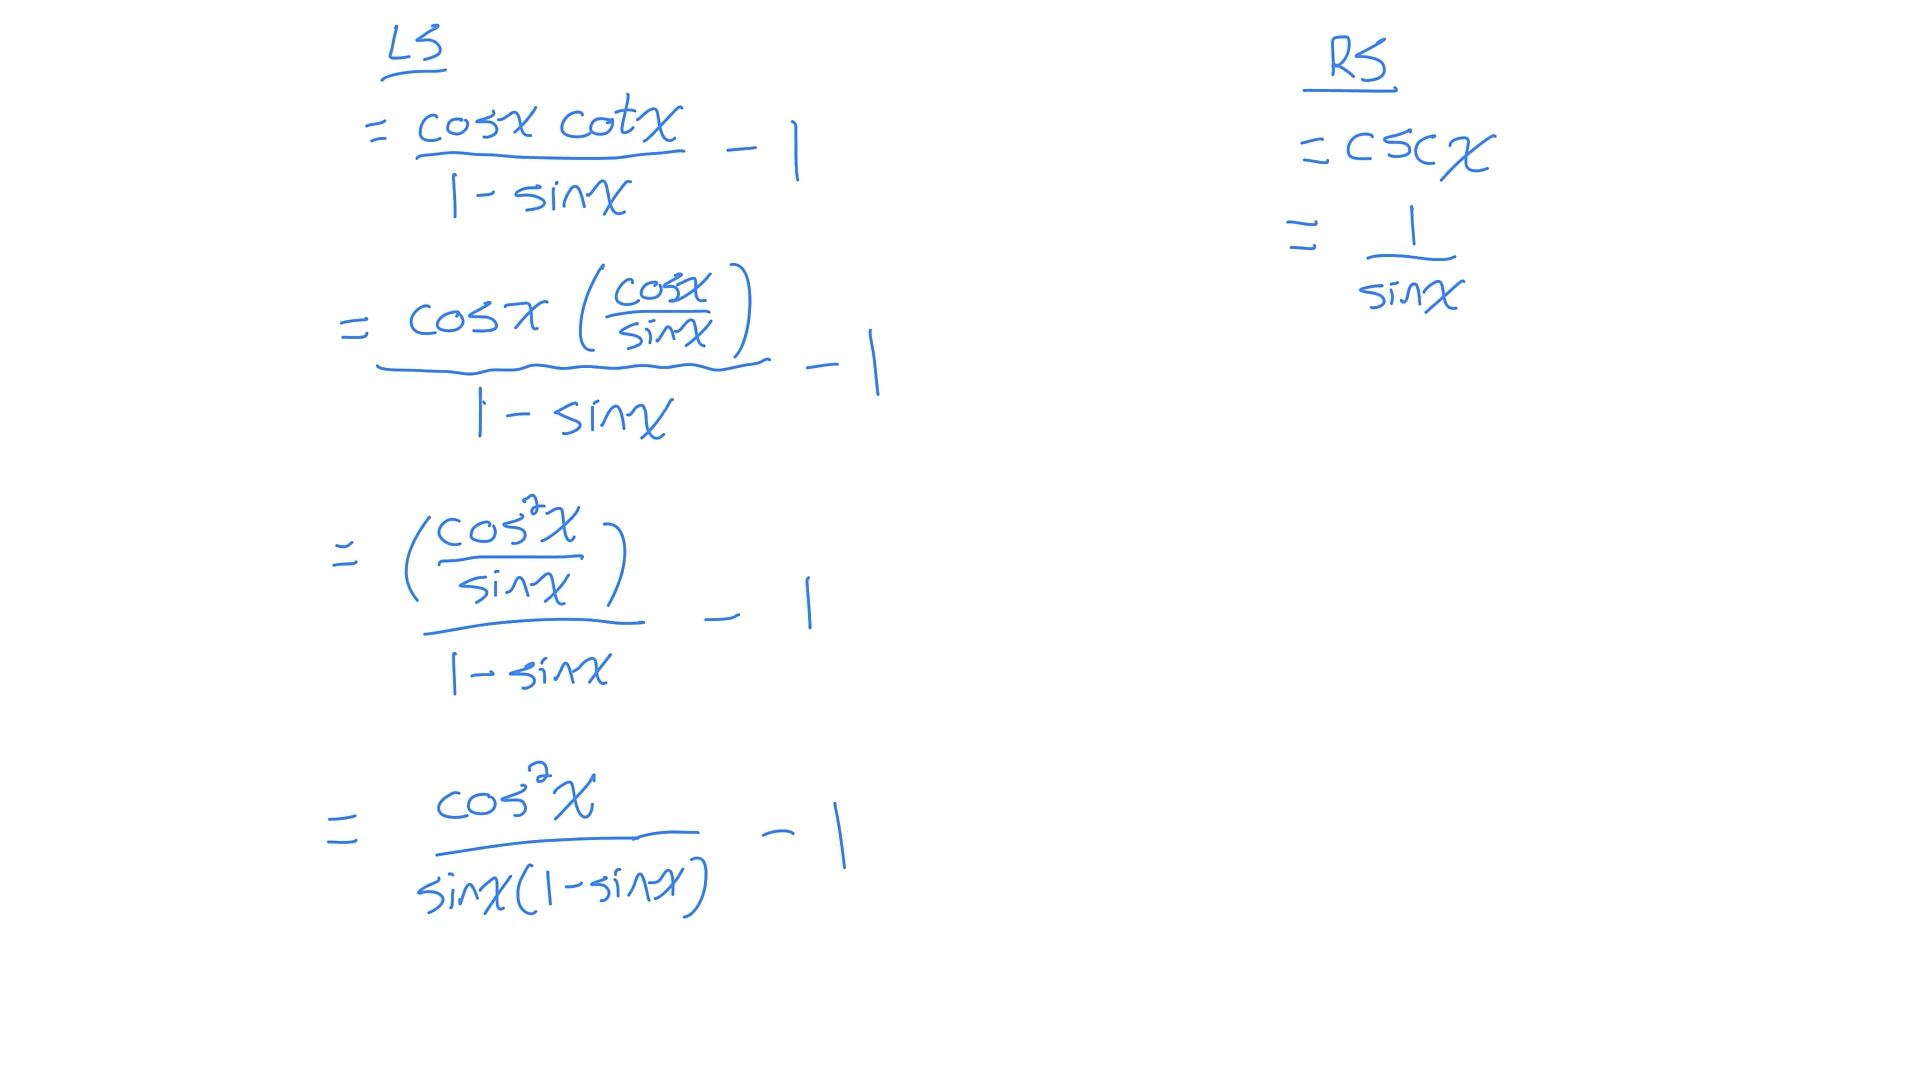 LS
= cosx cotx / 1 - sinx - 1
= cosx (cosx / sinx) / 1 - sinx - 1
= (cos²x / sinx) / 1 - sinx - 1
= cos²x / sinx(1-sinx) - 1
RS
= cscx
= 1 / sinx